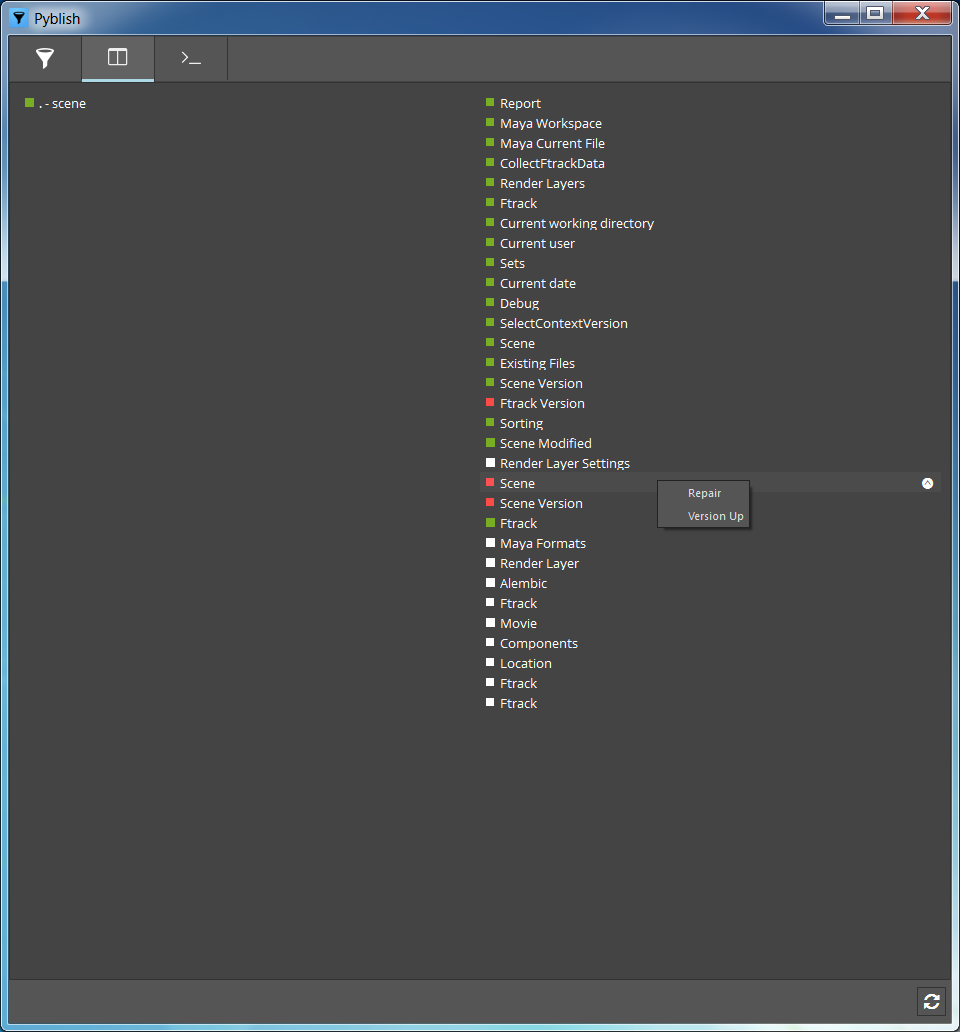 Pyblish
. - scene
Report
Maya Workspace
Maya Current File
CollectFtrackData
Render Layers
Ftrack
Current working directory
Current user
Sets
Current date
Debug
SelectContextVersion
Scene
Existing Files
Scene Version
Ftrack Version
Sorting
Scene Modified
Render Layer Settings
Scene
Repair
Scene Version
Version Up
Ftrack
Maya Formats
Render Layer
Alembic
Ftrack
Movie
Components
Location
Ftrack
Ftrack